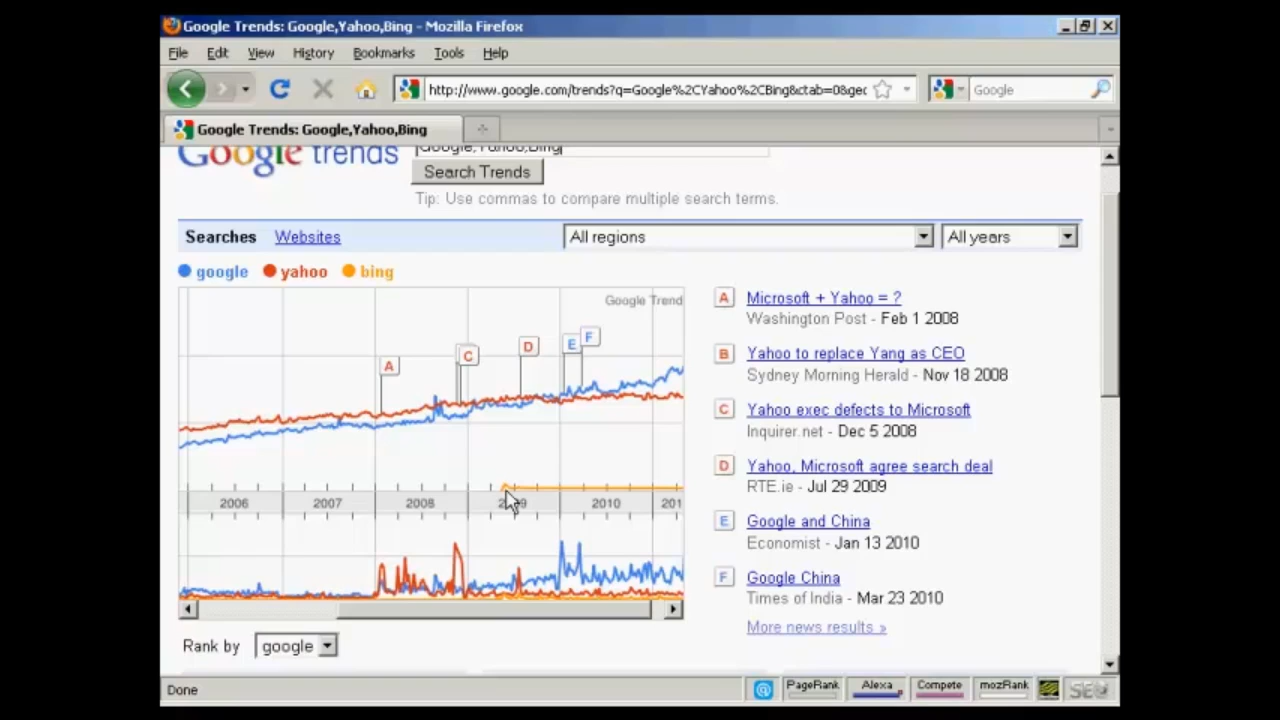 Google Trends: Google,Yahoo,Bing - Mozilla Firefox
File Edit View History Bookmarks Tools Help
http://www.google.com/trends?q=Google%2CYahoo%2CBing&ctab=0&gec
Google
Google Trends: Google,Yahoo,Bing
Google trends
Google,Yahoo,Bing
Search Trends
Tip: Use commas to compare multiple search terms.
Searches Websites All regions All years
google yahoo bing
Google Trend
A C D E F
2006 2007 2008 2009 2010 201
A Microsoft + Yahoo = ?
Washington Post - Feb 1 2008
B Yahoo to replace Yang as CEO
Sydney Morning Herald - Nov 18 2008
C Yahoo exec defects to Microsoft
Inquirer.net - Dec 5 2008
D Yahoo, Microsoft agree search deal
RTE.ie - Jul 29 2009
E Google and China
Economist - Jan 13 2010
F Google China
Times of India - Mar 23 2010
More news results »
Rank by google
Done
PageRank Alexa Compete mozRank